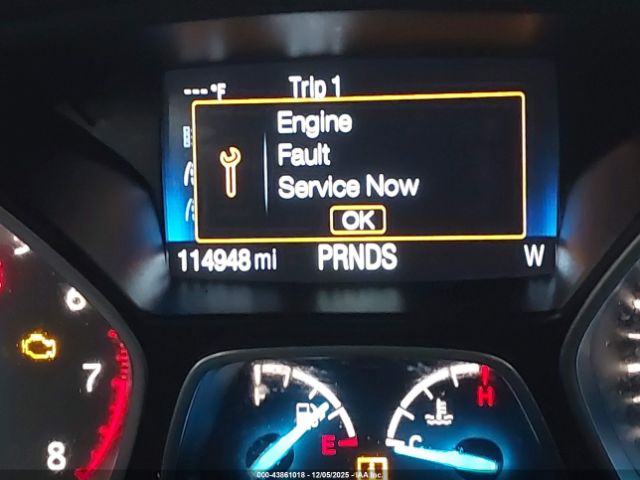 ---°F Trip 1
Engine
Fault
Service Now
OK
114948 mi PRNDS W
6
7
8
F
E
H
C
000-43861018 - 12/05/2025 - IAA Inc.